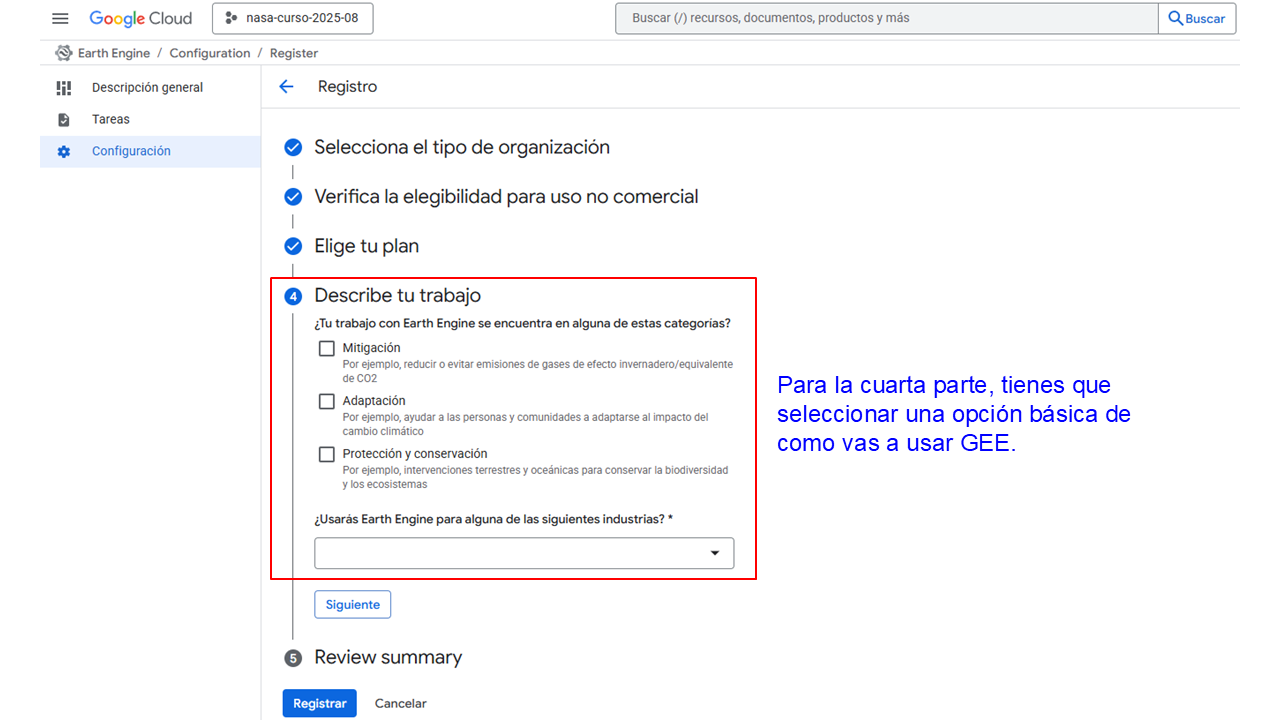 Google Cloud
nasa-curso-2025-08
Buscar (/) recursos, documentos, productos y más
Buscar
Earth Engine / Configuration / Register
Descripción general
Tareas
Configuración
Registro
Selecciona el tipo de organización
Verifica la elegibilidad para uso no comercial
Elige tu plan
4 Describe tu trabajo
¿Tu trabajo con Earth Engine se encuentra en alguna de estas categorías?
Mitigación
Por ejemplo, reducir o evitar emisiones de gases de efecto invernadero/equivalente
de CO2
Adaptación
Por ejemplo, ayudar a las personas y comunidades a adaptarse al impacto del
cambio climático
Protección y conservación
Por ejemplo, intervenciones terrestres y oceánicas para conservar la biodiversidad
y los ecosistemas
¿Usarás Earth Engine para alguna de las siguientes industrias? *
Siguiente
5 Review summary
Registrar
Cancelar
Para la cuarta parte, tienes que
seleccionar una opción básica de
como vas a usar GEE.